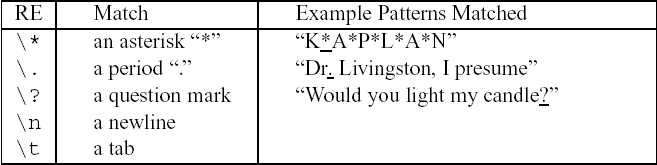 RE Match Example Patterns Matched
\* an asterisk “*” “K*A*P*L*A*N”
\. a period “.” “Dr. Livingston, I presume”
\? a question mark “Would you light my candle?”
\n a newline
\t a tab